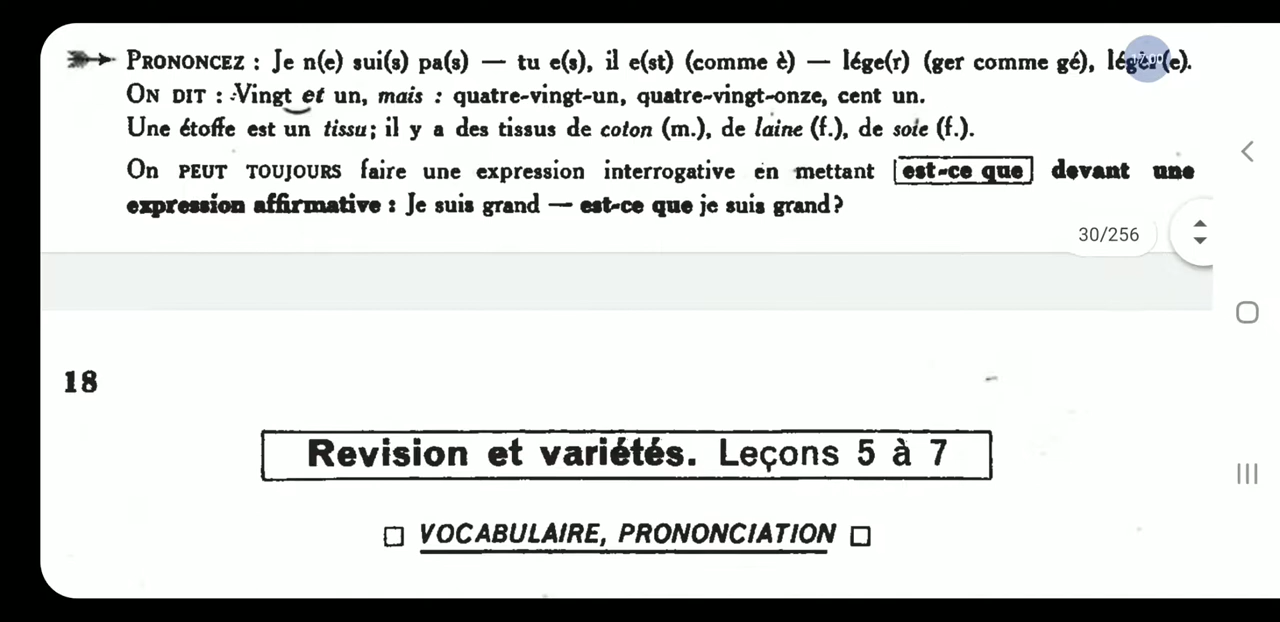 PRONONCEZ : Je n(e) sui(s) pa(s) — tu e(s), il e(st) (comme è) — lége(r) (ger comme gé),
ON DIT : Vingt et un, mais : quatre-vingt-un, quatre-vingt-onze, cent un.
Une étoffe est un tissu; il y a des tissus de coton (m.), de laine (f.), de soie (f.).
On PEUT TOUJOURS faire une expression interrogative en mettant est-ce que devant une
expression affirmative : Je suis grand — est-ce que je suis grand?
30/256
18
Revision et variétés. Leçons 5 à 7
VOCABULAIRE, PRONONCIATION